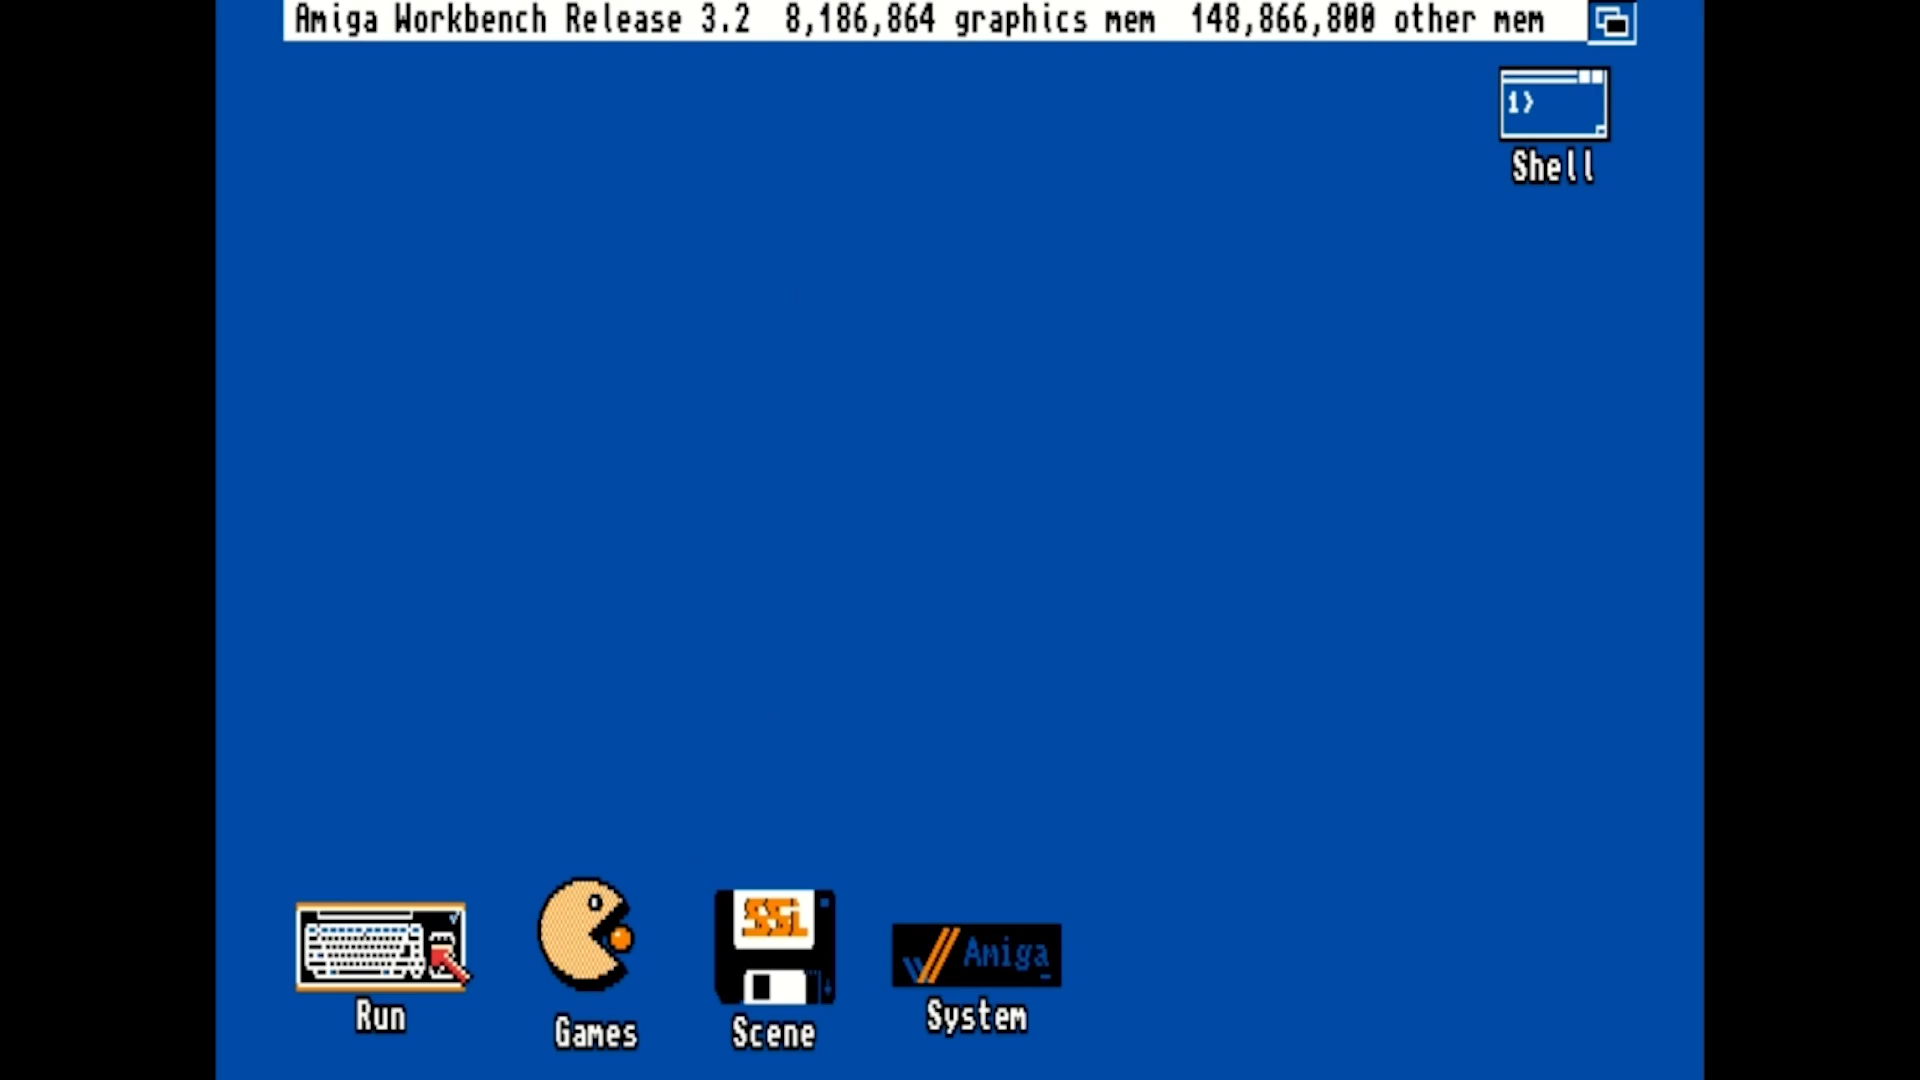 Amiga Workbench Release 3.2  8,186,864 graphics mem  148,866,800 other mem
1>
Shell
SSL
Amiga
Run
Games
Scene
System